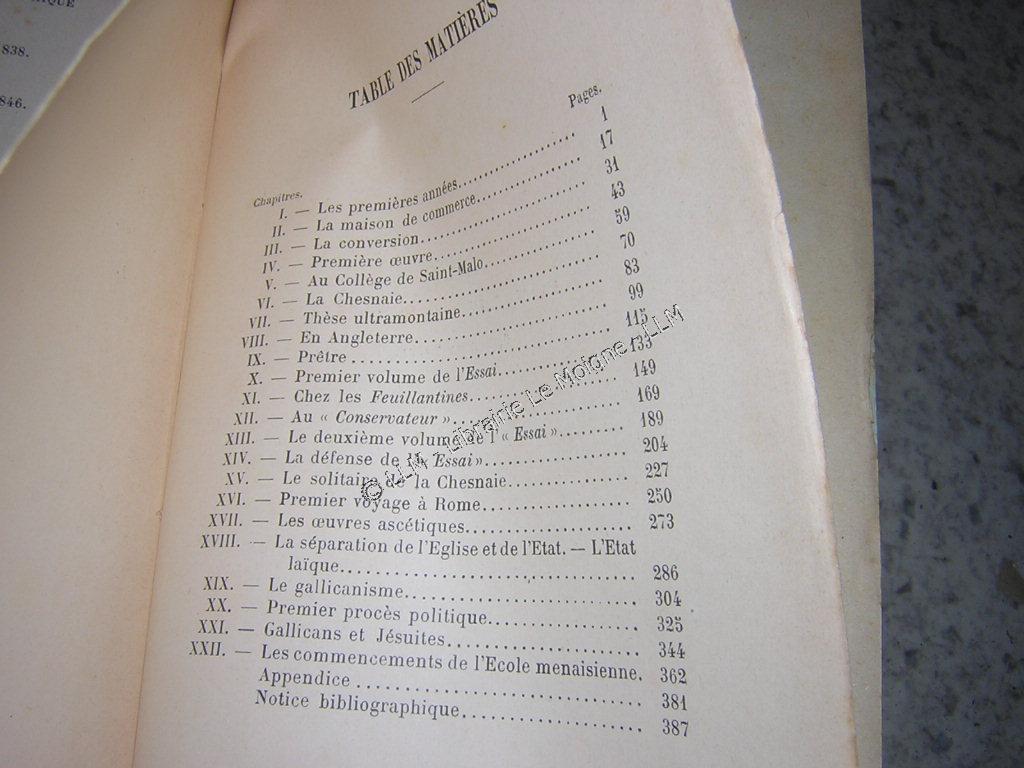 IQUE
838.
846.
TABLE DES MATIÈRES
Pages.
Chapitres.
I. — Les premières années. 1
II. — La maison de commerce. 17
III. — La conversion. 31
IV. — Première œuvre. 43
V. — Au Collège de Saint-Malo. 59
VI. — La Chesnaie. 70
VII. — Thèse ultramontaine. 83
VIII. — En Angleterre. 99
IX. — Prêtre 115
X. — Premier volume de l'Essai. 133
XI. — Chez les Feuillantines. 149
XII. — Au « Conservateur ». 169
XIII. — Le deuxième volume de l' « Essai ». 189
XIV. — La défense de l' « Essai ». 204
XV. — Le solitaire de la Chesnaie. 227
XVI. — Premier voyage à Rome. 250
XVII. — Les œuvres ascétiques. 273
XVIII. — La séparation de l'Eglise et de l'Etat. — L'Etat
laïque. 286
XIX. — Le gallicanisme. 304
XX. — Premier procès politique. 325
XXI. — Gallicans et Jésuites. 344
XXII. — Les commencements de l'Ecole menaisienne. 362
Appendice 381
Notice bibliographique. 387
© LLM - Librairie Le Moigne - LLM